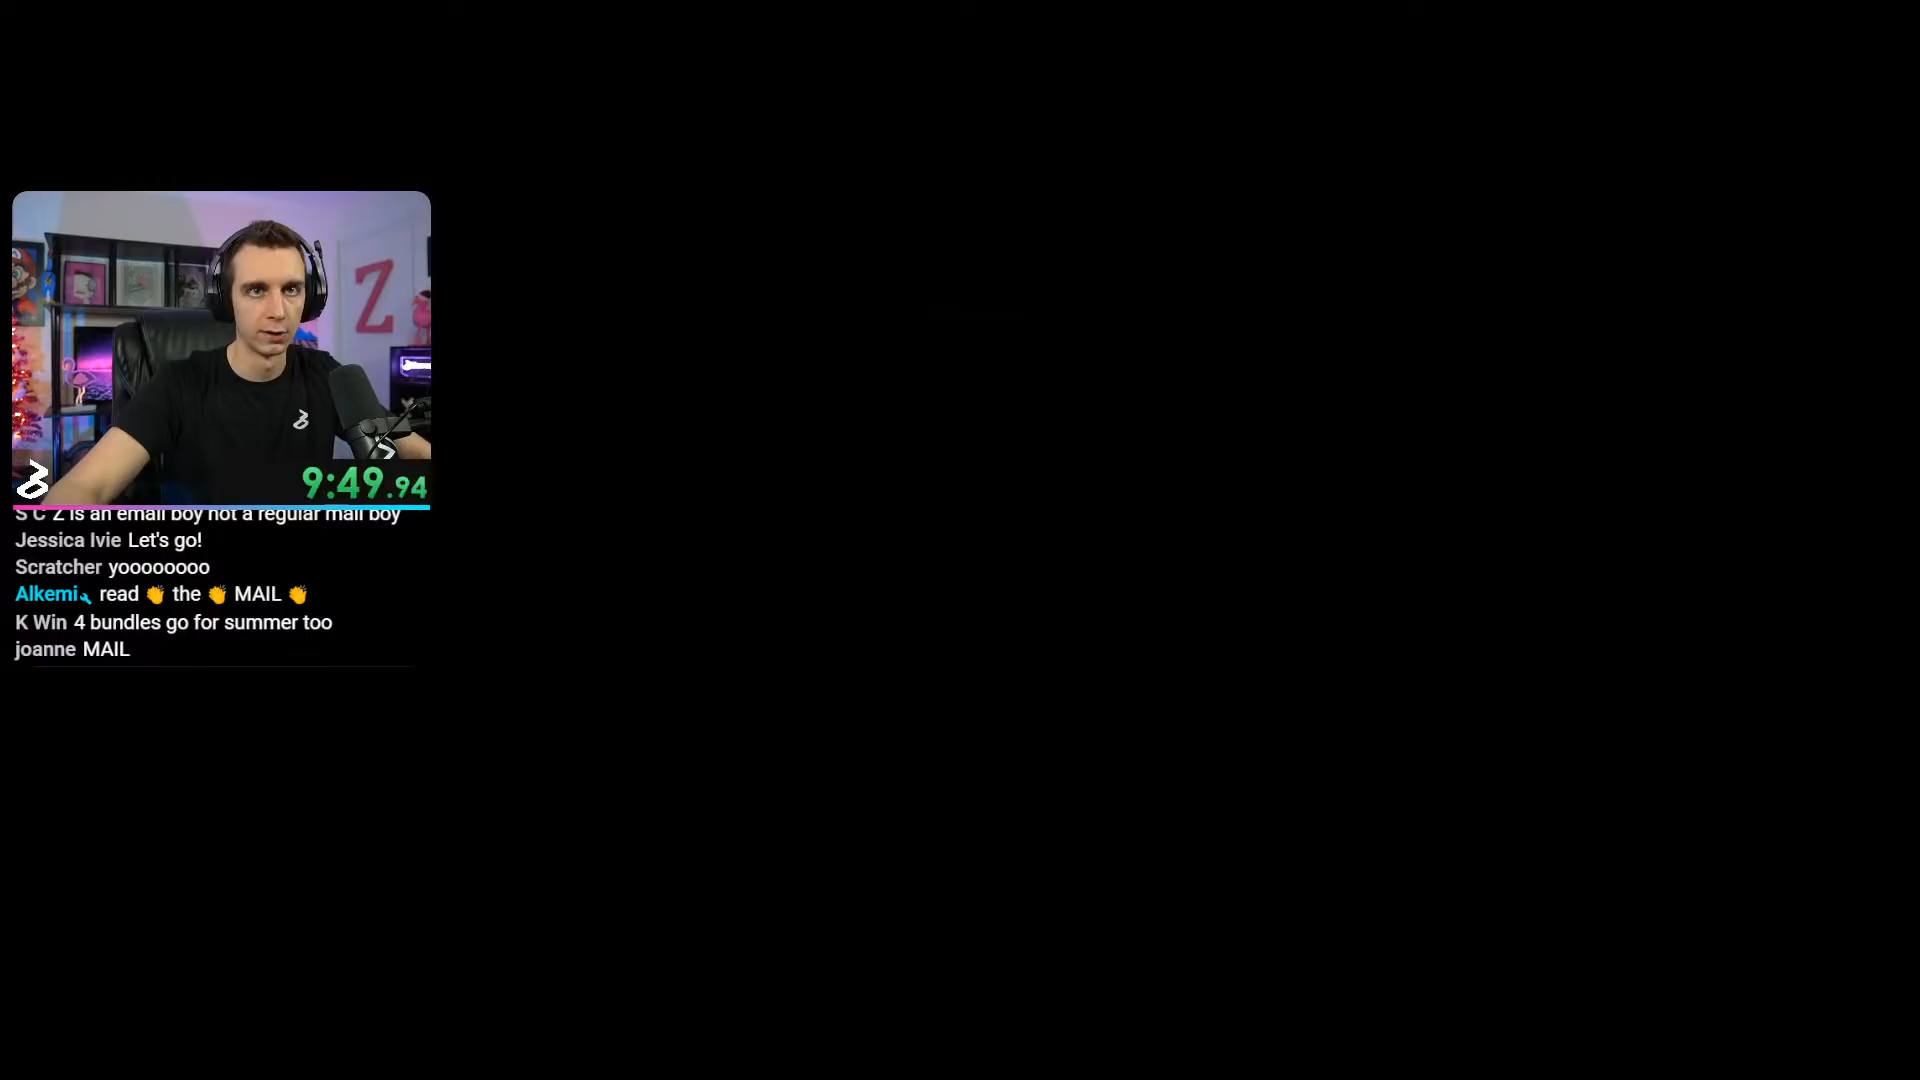 Z
9:49.94
S C Z is an email boy not a regular mail boy
Jessica Ivie Let's go!
Scratcher yoooooooo
Alkemi read 👏 the 👏 MAIL 👏
K Win 4 bundles go for summer too
joanne MAIL